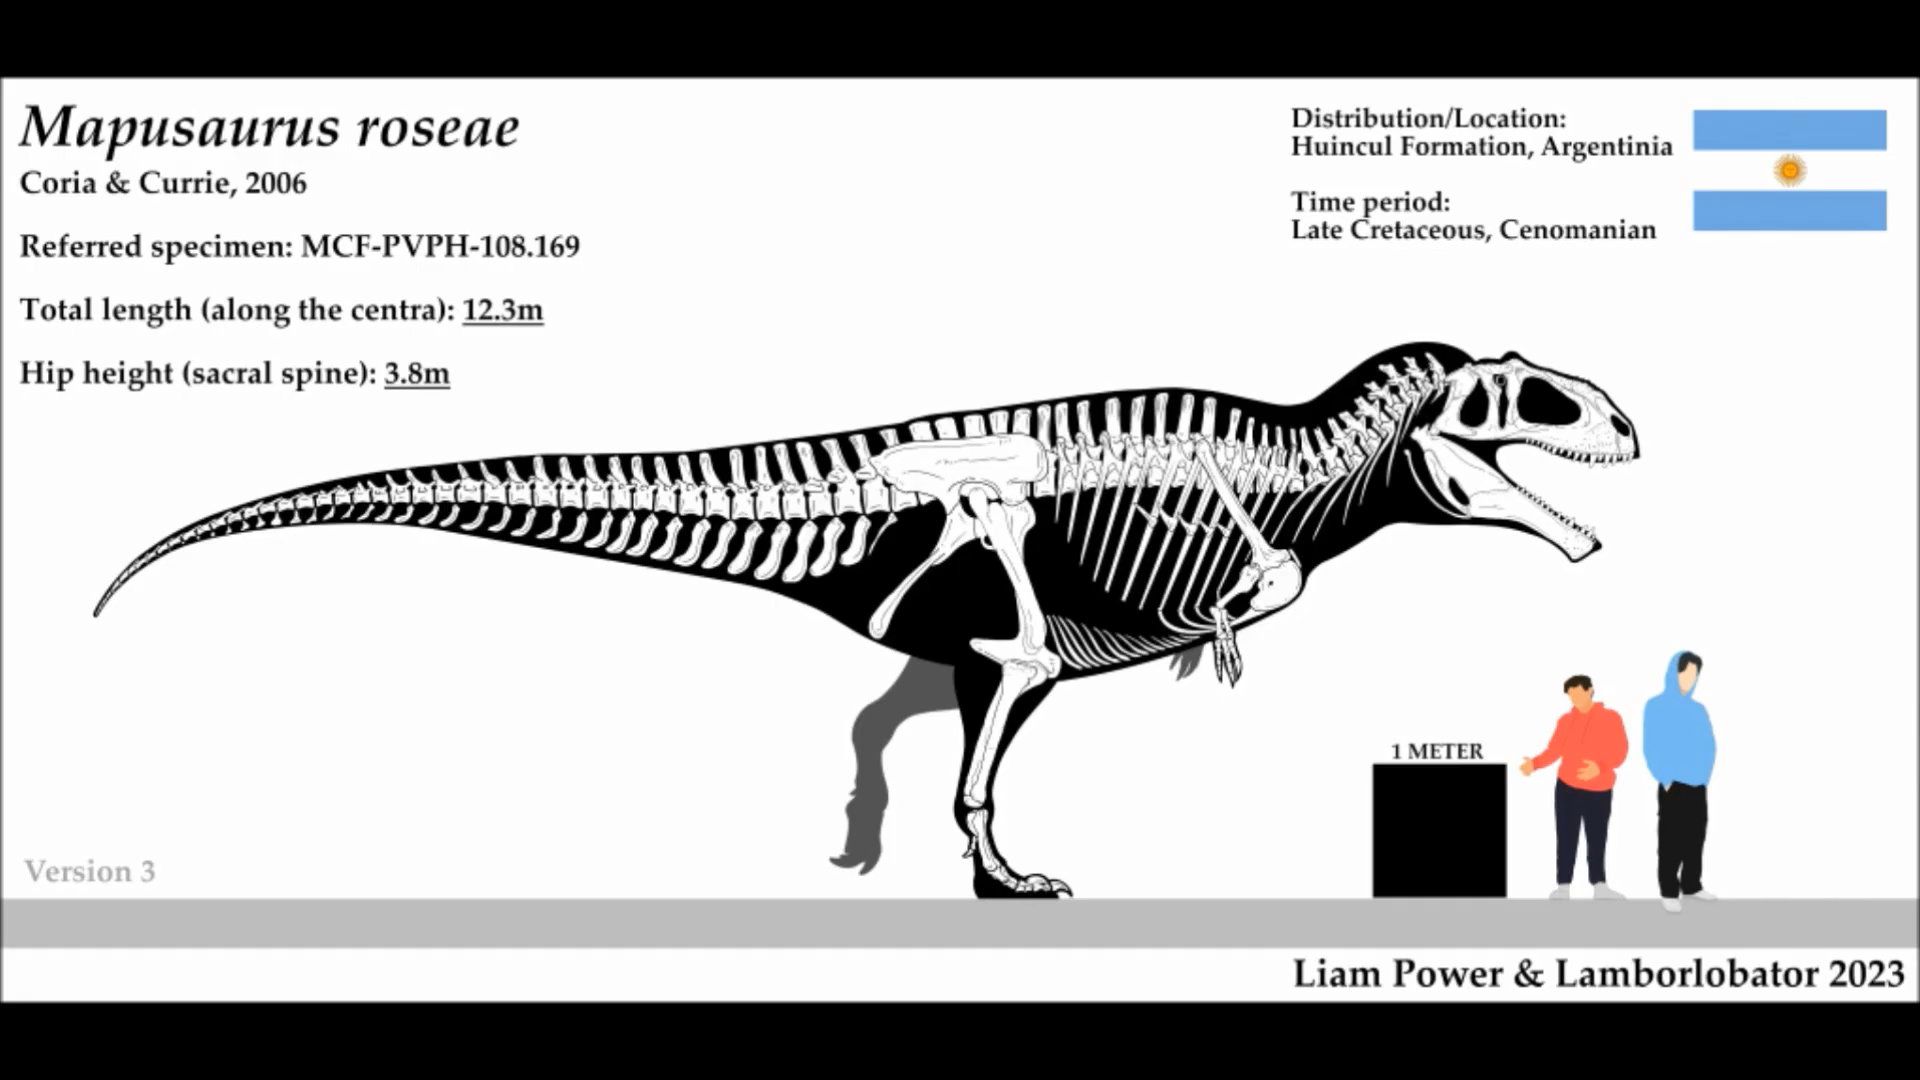 Mapusaurus roseae
Coria & Currie, 2006
Referred specimen: MCF-PVPH-108.169
Total length (along the centra): 12.3m
Hip height (sacral spine): 3.8m
Distribution/Location:
Huincul Formation, Argentinia
Time period:
Late Cretaceous, Cenomanian
1 METER
Version 3
Liam Power & Lamborlobator 2023